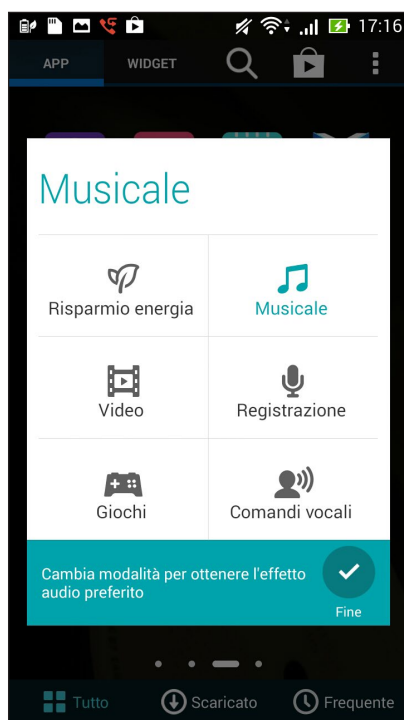 17:16
APP WIDGET
Musicale
Risparmio energia Musicale
Video Registrazione
Giochi Comandi vocali
Cambia modalità per ottenere l'effetto
audio preferito
Fine
Tutto Scaricato Frequente